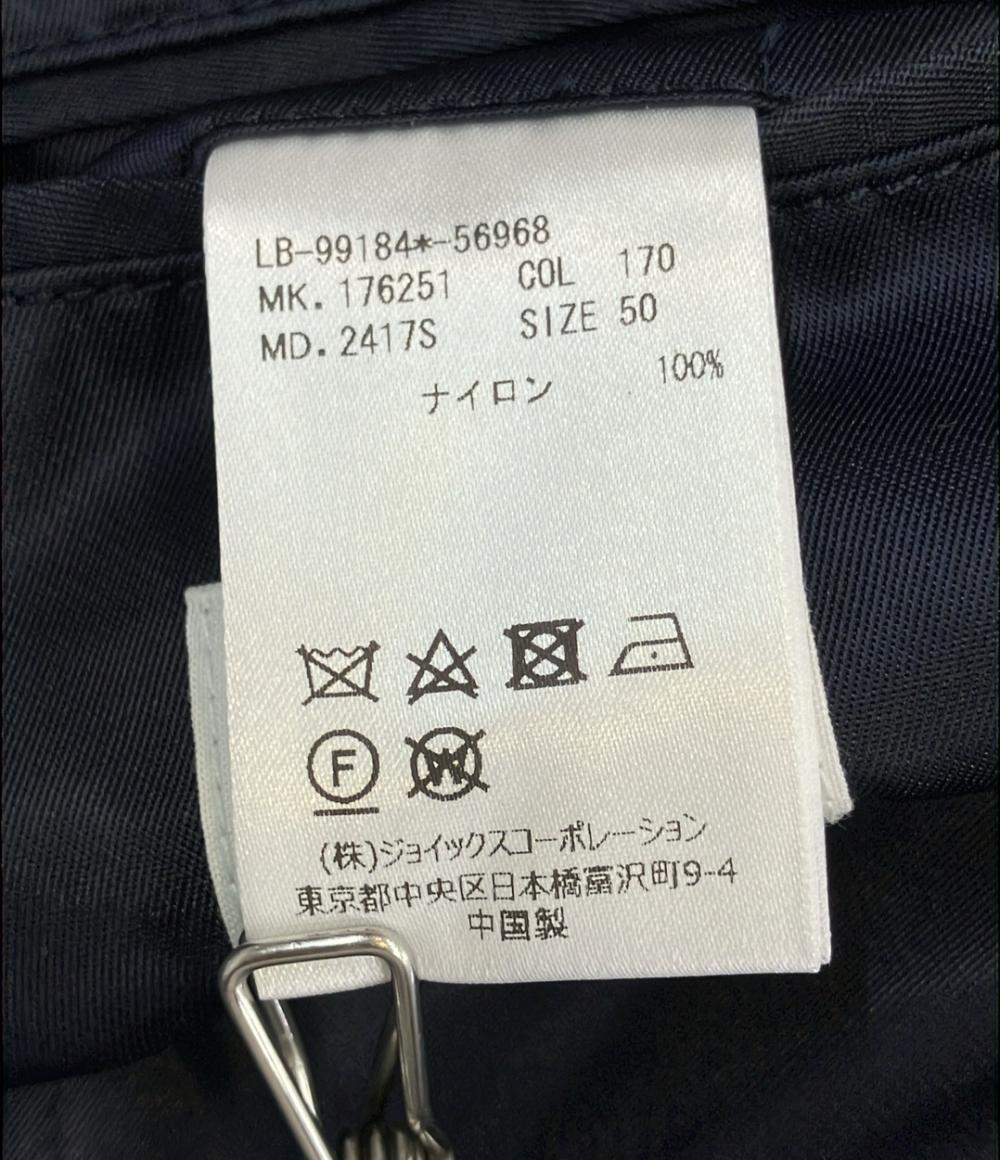 LB-99184*-56968
MK. 176251 COL 170
MD. 2417S SIZE 50
ナイロン 100%
F W
(株)ジョイックスコーポレーション
東京都中央区日本橋富沢町9-4
中国製